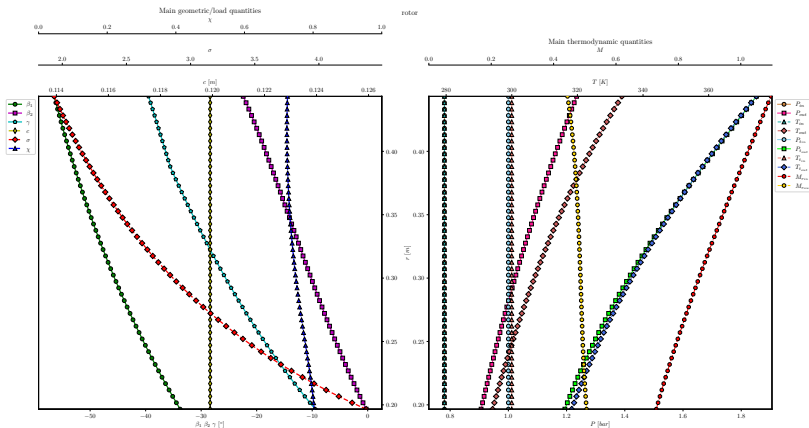 Main geometric/load quantities
rotor
χ
0.0 0.2 0.4 0.6 0.8 1.0
σ
2.0 2.5 3.0 3.5 4.0
c [m]
0.114 0.116 0.118 0.120 0.122 0.124 0.126
β₁
β₂
γ
c
σ
χ
0.40
0.35
0.30
0.25
0.20
r [m]
−50 −40 −30 −20 −10 0
β₁ β₂ γ [°]
Main thermodynamic quantities
M
0.0 0.2 0.4 0.6 0.8 1.0
T [K]
280 300 320 340 360
0.40
0.35
0.30
0.25
0.20
0.8 1.0 1.2 1.4 1.6 1.8
P [bar]